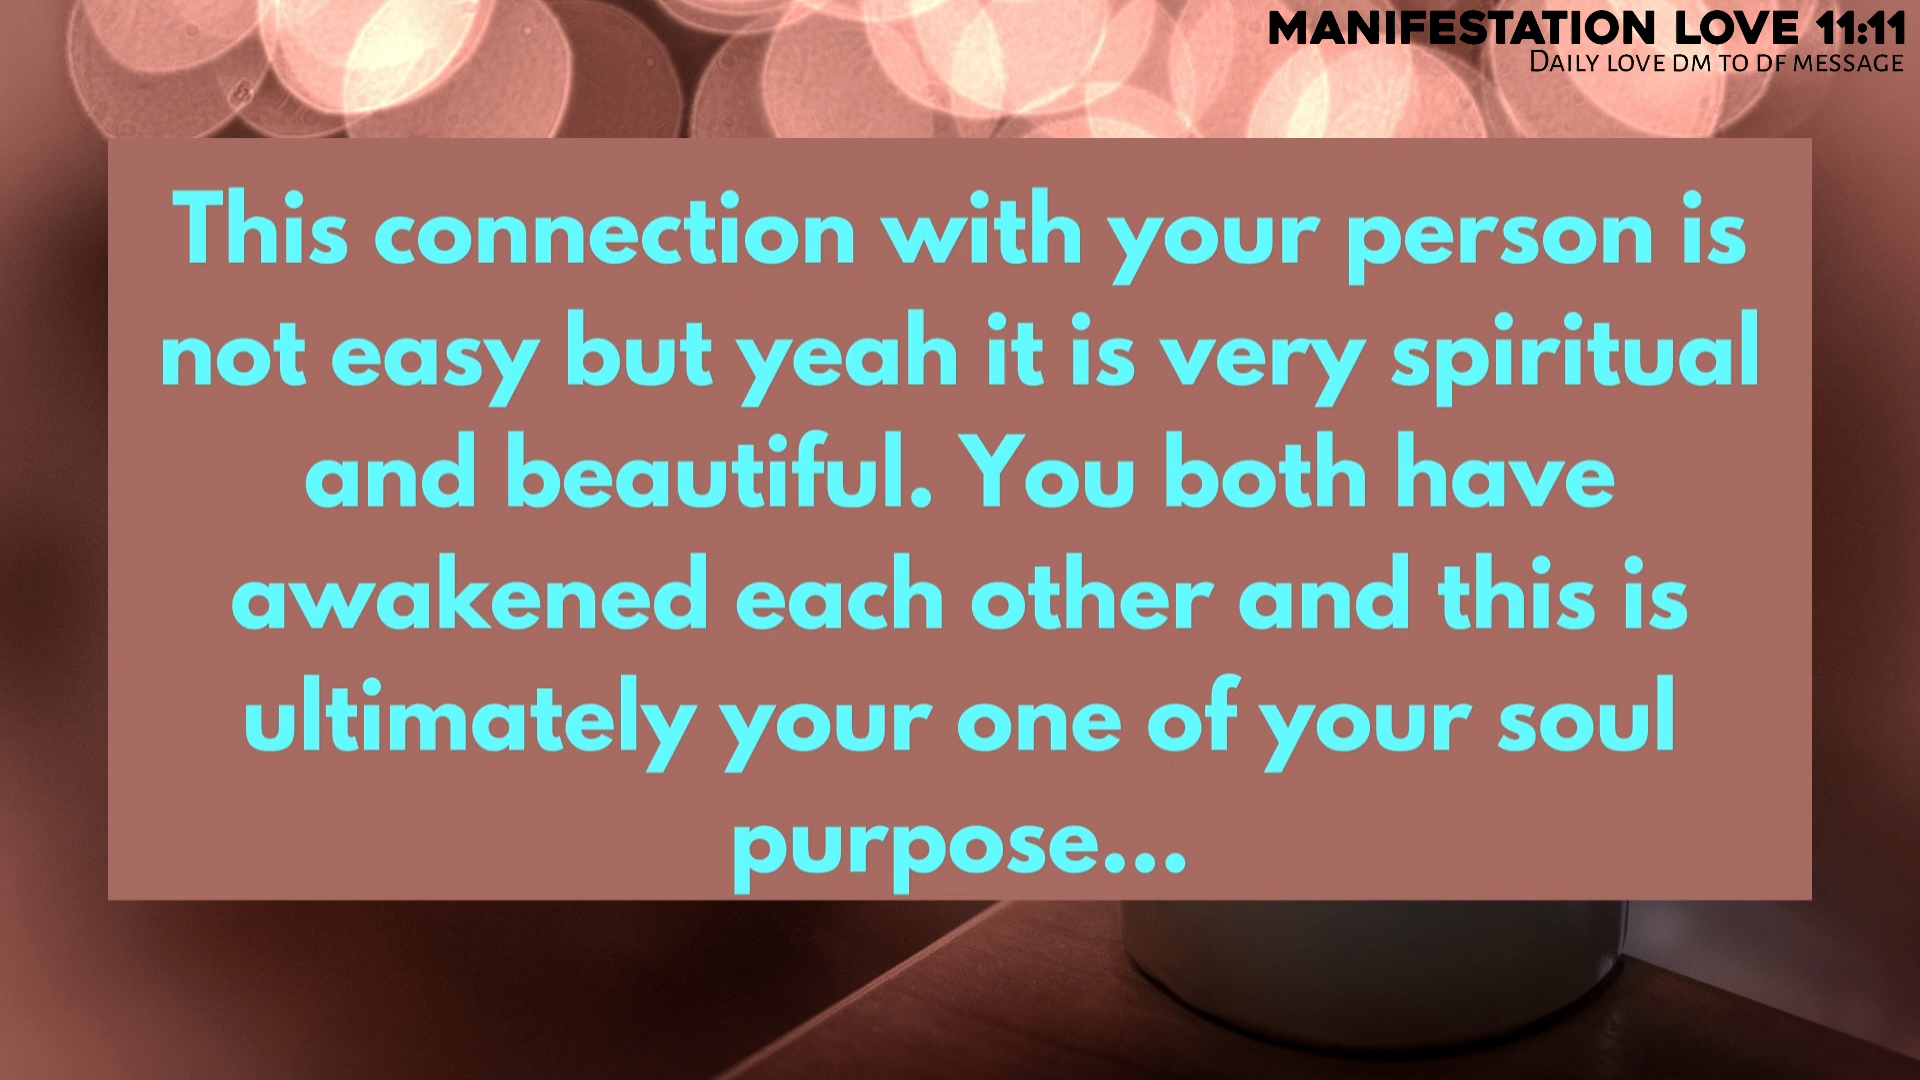 MANIFESTATION LOVE 11:11
DAILY LOVE DM TO DF MESSAGE
This connection with your person is
not easy but yeah it is very spiritual
and beautiful. You both have
awakened each other and this is
ultimately your one of your soul
purpose...